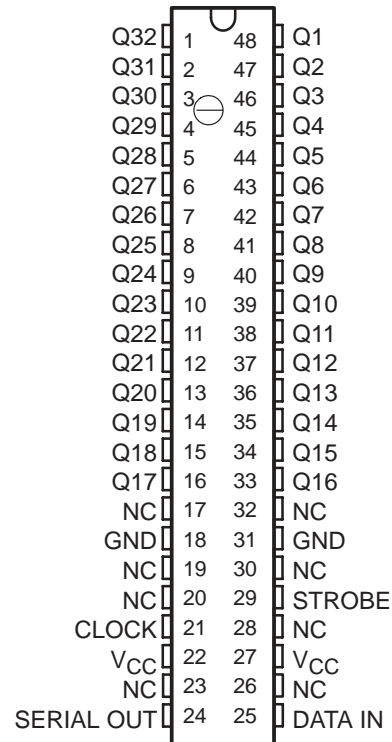 Q32 1 48 Q1
Q31 2 47 Q2
Q30 3 46 Q3
Q29 4 45 Q4
Q28 5 44 Q5
Q27 6 43 Q6
Q26 7 42 Q7
Q25 8 41 Q8
Q24 9 40 Q9
Q23 10 39 Q10
Q22 11 38 Q11
Q21 12 37 Q12
Q20 13 36 Q13
Q19 14 35 Q14
Q18 15 34 Q15
Q17 16 33 Q16
NC 17 32 NC
GND 18 31 GND
NC 19 30 NC
NC 20 29 STROBE
CLOCK 21 28 NC
VCC 22 27 VCC
NC 23 26 NC
SERIAL OUT 24 25 DATA IN